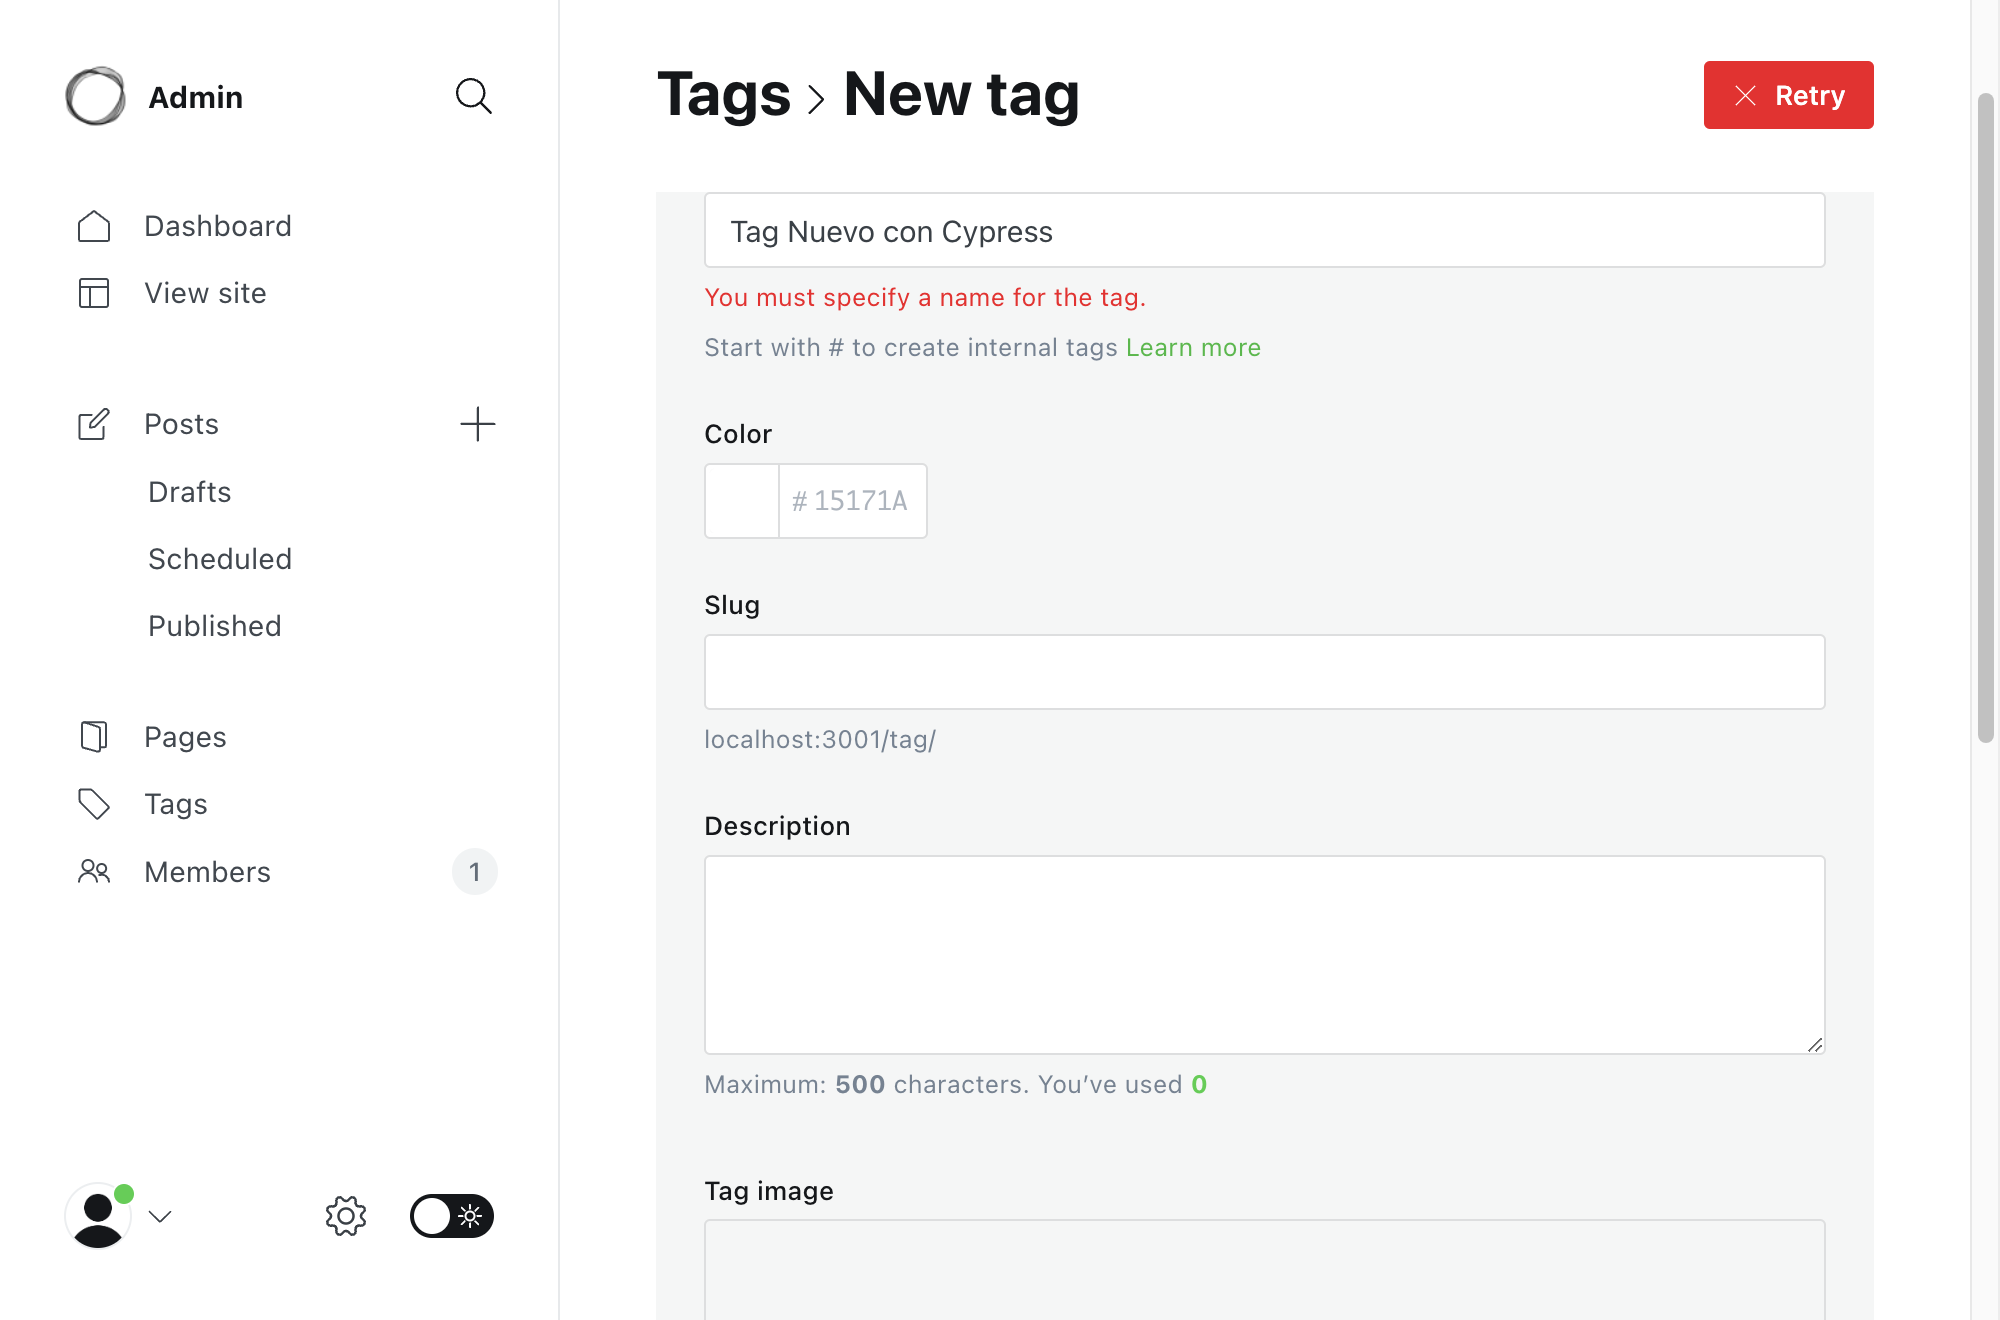 Admin
Dashboard
View site
Posts
Drafts
Scheduled
Published
Pages
Tags
Members 1
Tags > New tag
Retry
Tag Nuevo con Cypress
You must specify a name for the tag.
Start with # to create internal tags Learn more
Color
# 15171A
Slug
localhost:3001/tag/
Description
Maximum: 500 characters. You’ve used 0
Tag image